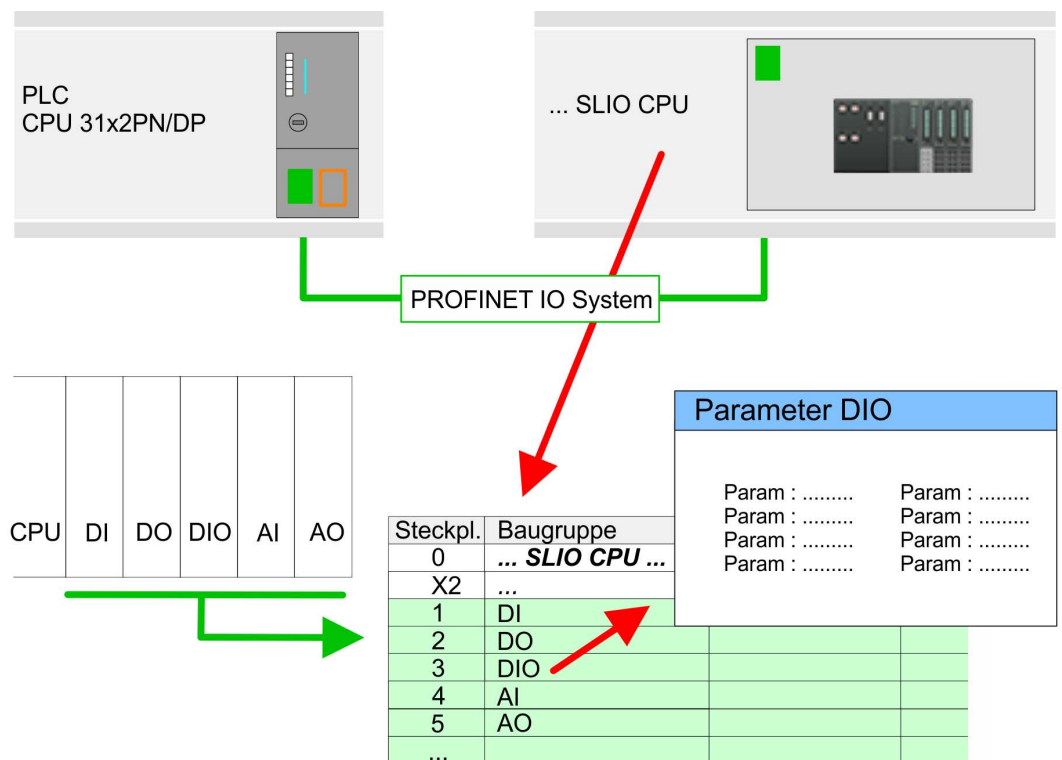 PLC
CPU 31x2PN/DP
... SLIO CPU
PROFINET IO System
CPU DI DO DIO AI AO
Parameter DIO
Param : ......... Param : .........
Param : ......... Param : .........
Param : ......... Param : .........
Param : ......... Param : .........
Steckpl. Baugruppe
0 ... SLIO CPU ...
X2 ...
1 DI
2 DO
3 DIO
4 AI
5 AO
...